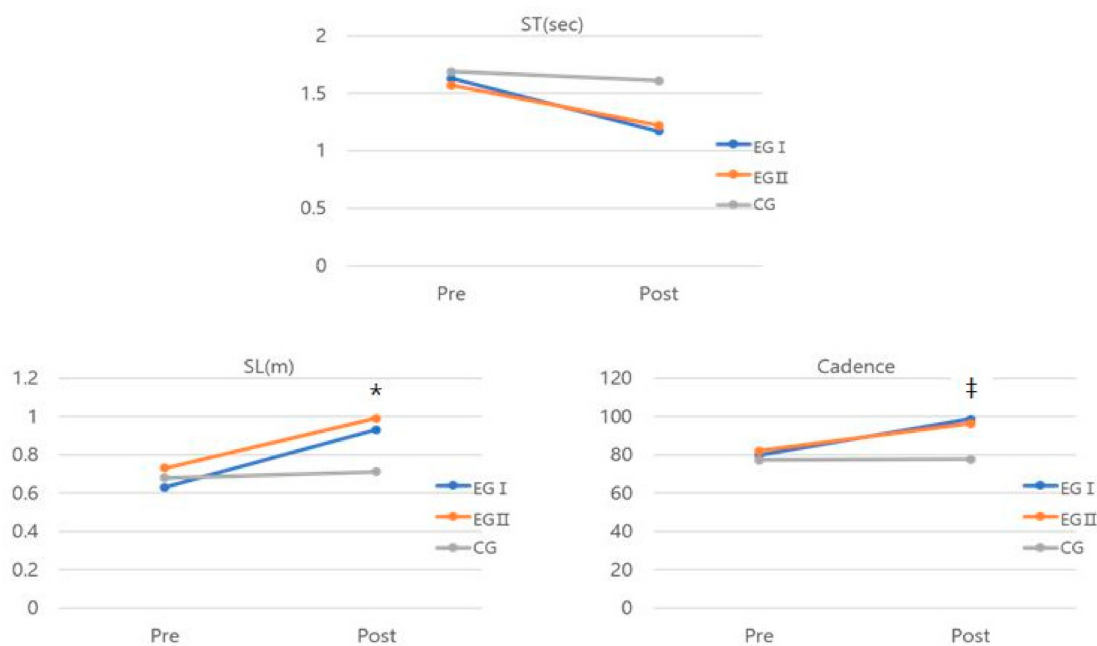 ST(sec)
2
1.5
1
0.5
0
Pre Post
EG Ⅰ
EGⅡ
CG
SL(m)
1.2
1
0.8
0.6
0.4
0.2
0
*
Pre Post
EG Ⅰ
EGⅡ
CG
Cadence
120
100
80
60
40
20
0
‡
Pre Post
EG Ⅰ
EGⅡ
CG